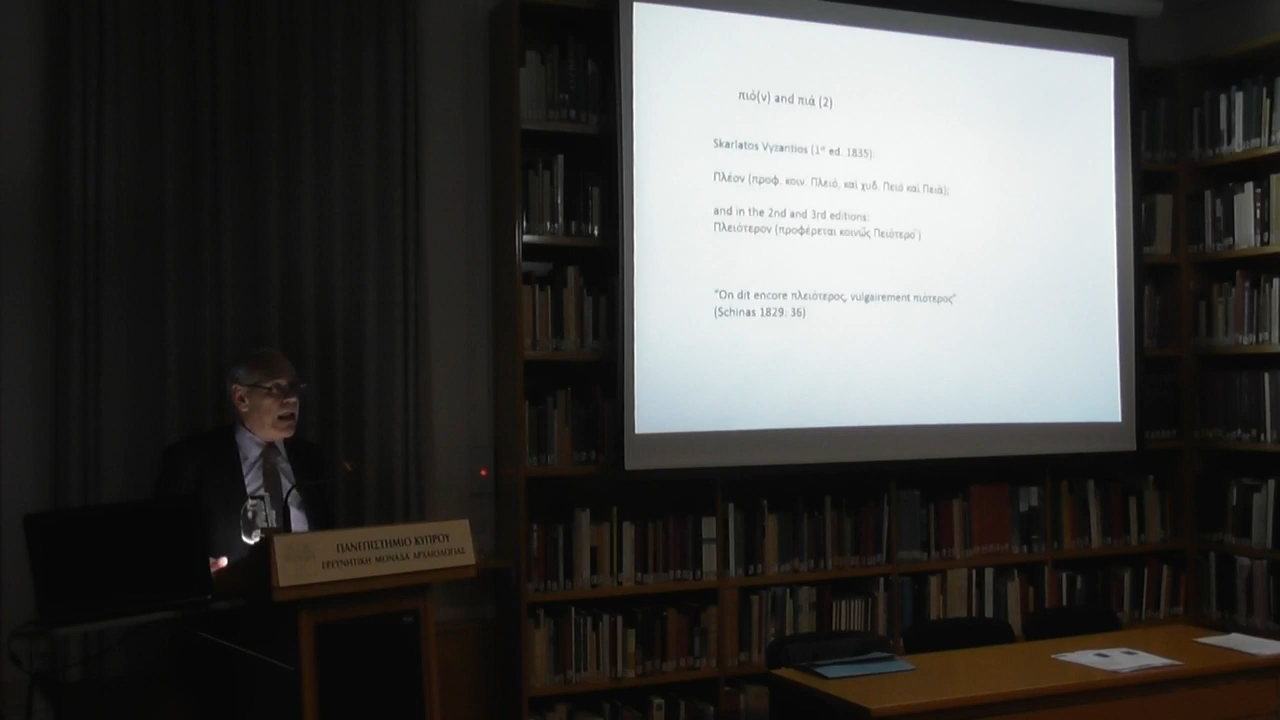 πιό(ν) and πιά (2)
Skarlatos Vyzantios (1st ed. 1835):
Πλέον (προφ. κοιν. Πλειό, καὶ χυδ. Πειό καὶ Πειά);
and in the 2nd and 3rd editions:
Πλειότερον (προφέρεται κοινῶς Πειότερο)
“On dit encore πλειότερος, vulgairement πιότερος”
(Schinas 1829: 36)
ΠΑΝΕΠΙΣΤΗΜΙΟ ΚΥΠΡΟΥ
ΕΡΕΥΝΗΤΙΚΗ ΜΟΝΑΔΑ ΑΡΧΑΙΟΛΟΓΙΑΣ